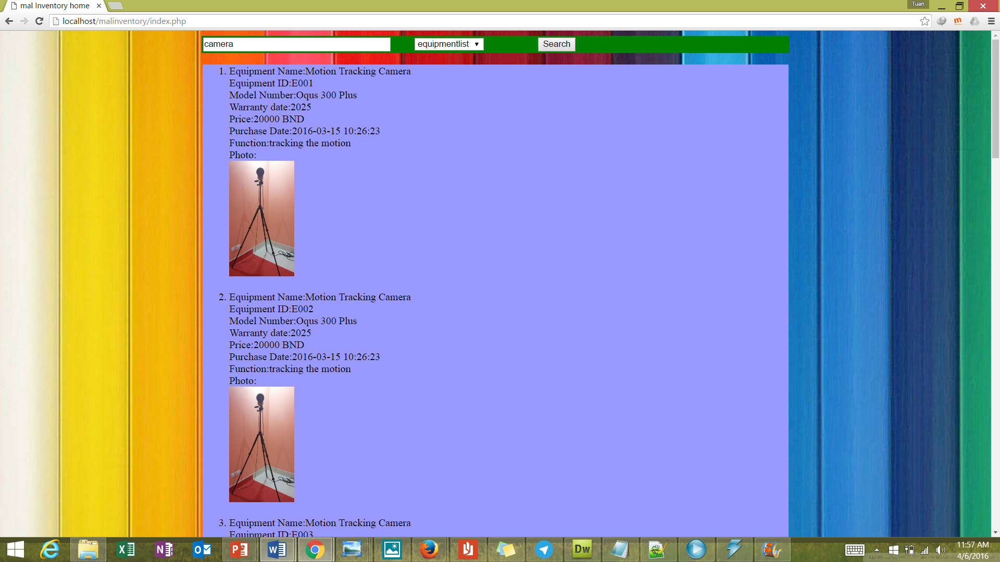 mal Inventory home
Tuan
localhost/malinventory/index.php
camera
equipmentlist
Search
1. Equipment Name:Motion Tracking Camera
Equipment ID:E001
Model Number:Oqus 300 Plus
Warranty date:2025
Price:20000 BND
Purchase Date:2016-03-15 10:26:23
Function:tracking the motion
Photo:
2. Equipment Name:Motion Tracking Camera
Equipment ID:E002
Model Number:Oqus 300 Plus
Warranty date:2025
Price:20000 BND
Purchase Date:2016-03-15 10:26:23
Function:tracking the motion
Photo:
3. Equipment Name:Motion Tracking Camera
Equipment ID:E003
Dw
11:57 AM
4/6/2016